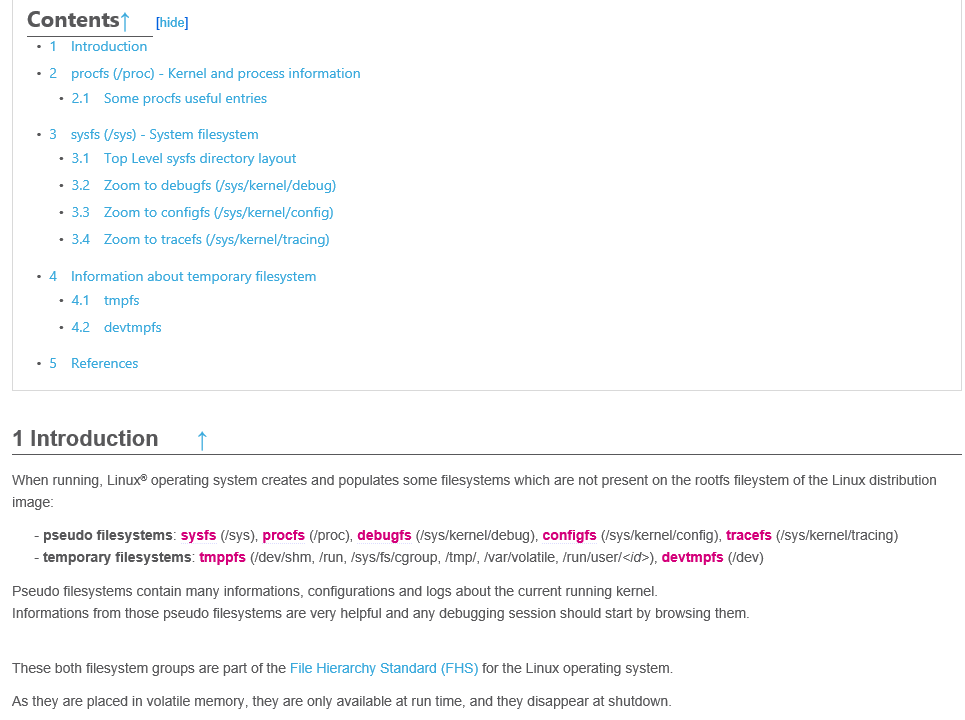 Contents↑ [hide]
• 1 Introduction
• 2 procfs (/proc) - Kernel and process information
• 2.1 Some procfs useful entries
• 3 sysfs (/sys) - System filesystem
• 3.1 Top Level sysfs directory layout
• 3.2 Zoom to debugfs (/sys/kernel/debug)
• 3.3 Zoom to configfs (/sys/kernel/config)
• 3.4 Zoom to tracefs (/sys/kernel/tracing)
• 4 Information about temporary filesystem
• 4.1 tmpfs
• 4.2 devtmpfs
• 5 References
1 Introduction ↑
When running, Linux® operating system creates and populates some filesystems which are not present on the rootfs fileystem of the Linux distribution
image:
- pseudo filesystems: sysfs (/sys), procfs (/proc), debugfs (/sys/kernel/debug), configfs (/sys/kernel/config), tracefs (/sys/kernel/tracing)
- temporary filesystems: tmppfs (/dev/shm, /run, /sys/fs/cgroup, /tmp/, /var/volatile, /run/user/<id>), devtmpfs (/dev)
Pseudo filesystems contain many informations, configurations and logs about the current running kernel.
Informations from those pseudo filesystems are very helpful and any debugging session should start by browsing them.
These both filesystem groups are part of the File Hierarchy Standard (FHS) for the Linux operating system.
As they are placed in volatile memory, they are only available at run time, and they disappear at shutdown.